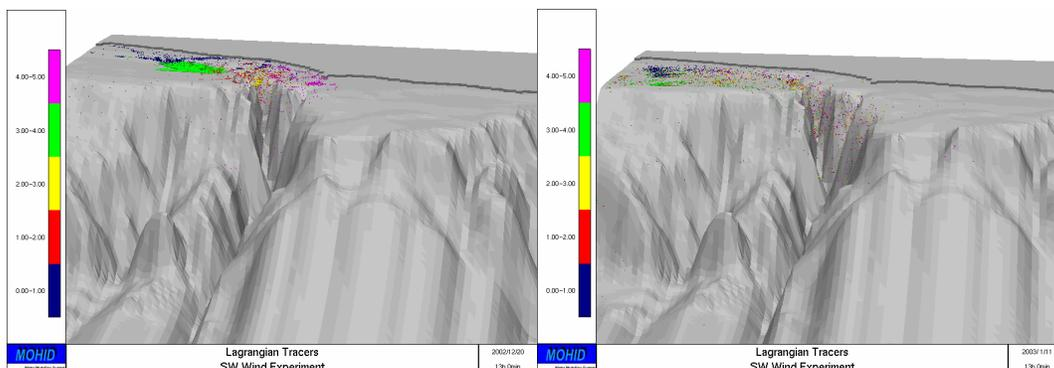 4.00-5.00
3.00-4.00
2.00-3.00
1.00-2.00
0.00-1.00
MOHID
Lagrangian Tracers
SW Wind Experiment
2002/12/20
13h 0min
4.00-5.00
3.00-4.00
2.00-3.00
1.00-2.00
0.00-1.00
MOHID
Lagrangian Tracers
SW Wind Experiment
2003/1/11
13h 0min